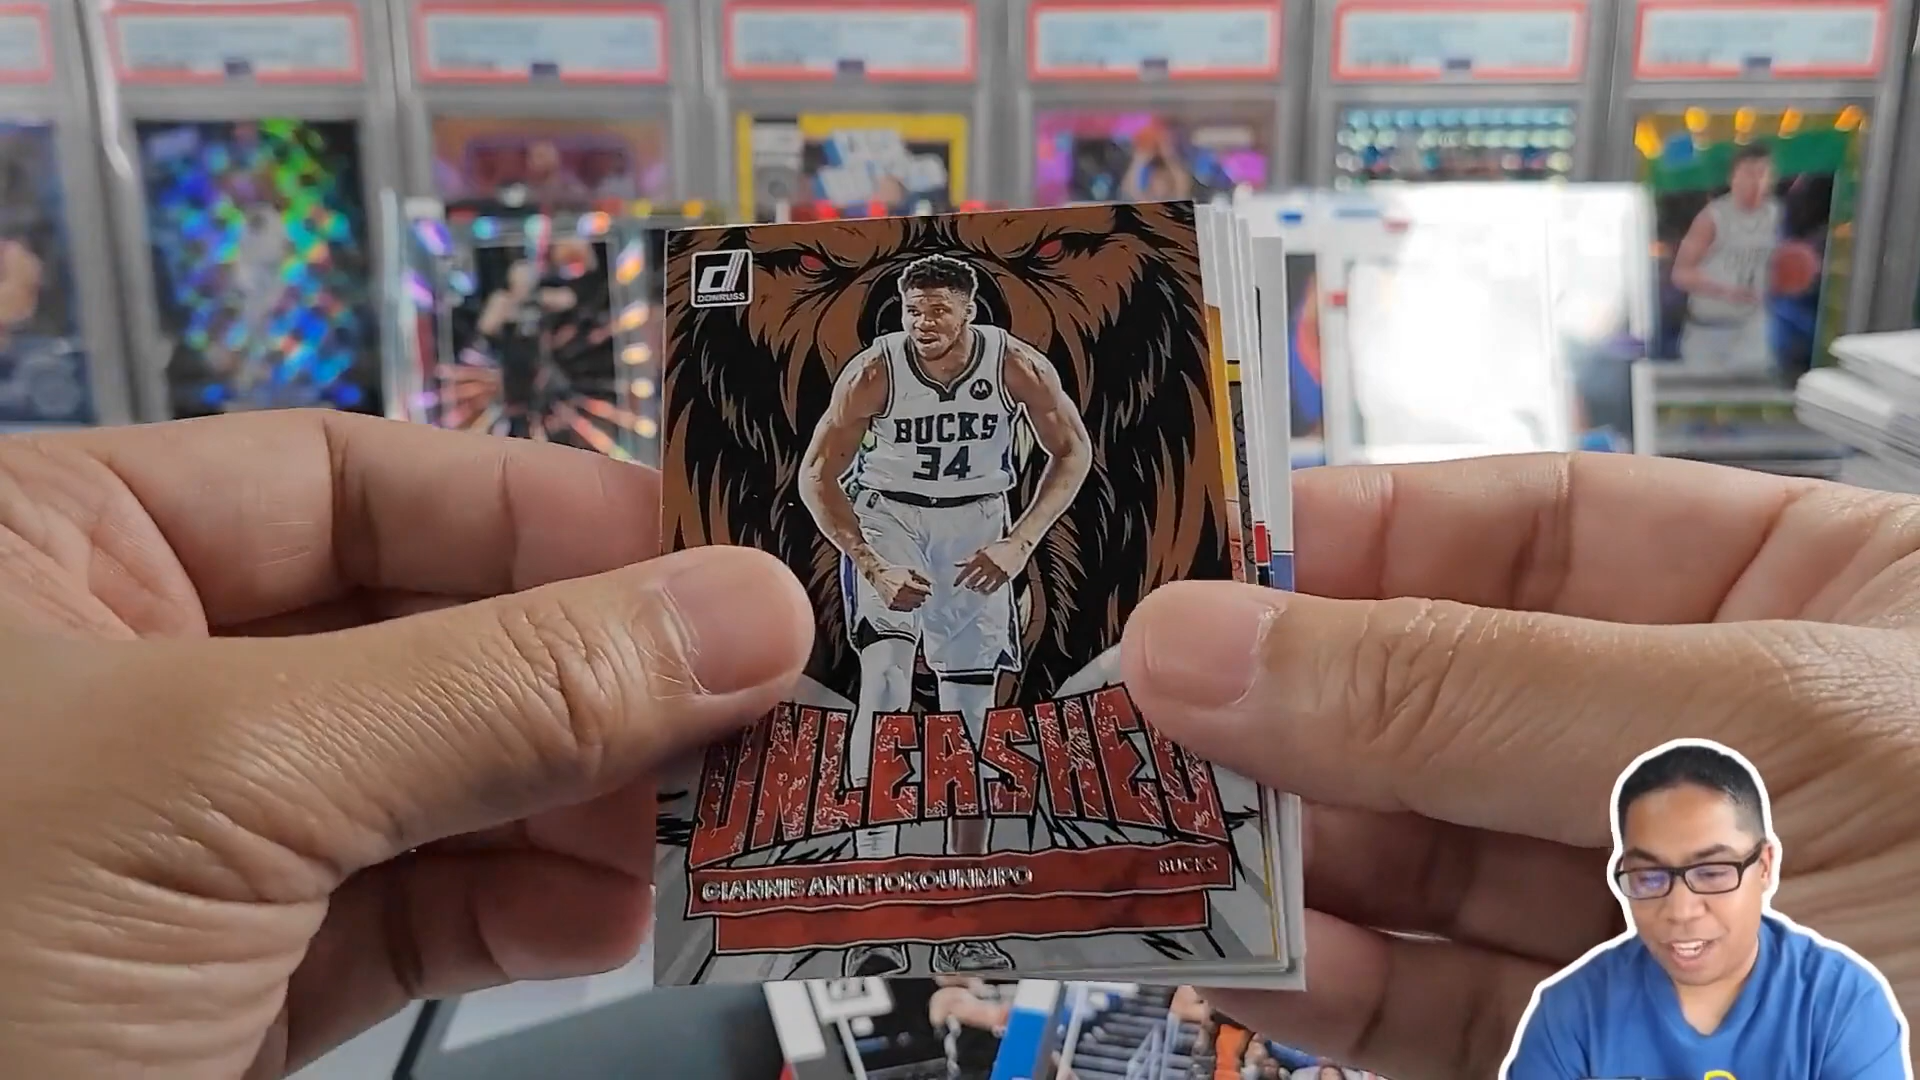 DONRUSS
BUCKS
34
UNLEASHED
GIANNIS ANTETOKOUNMPO
BUCKS